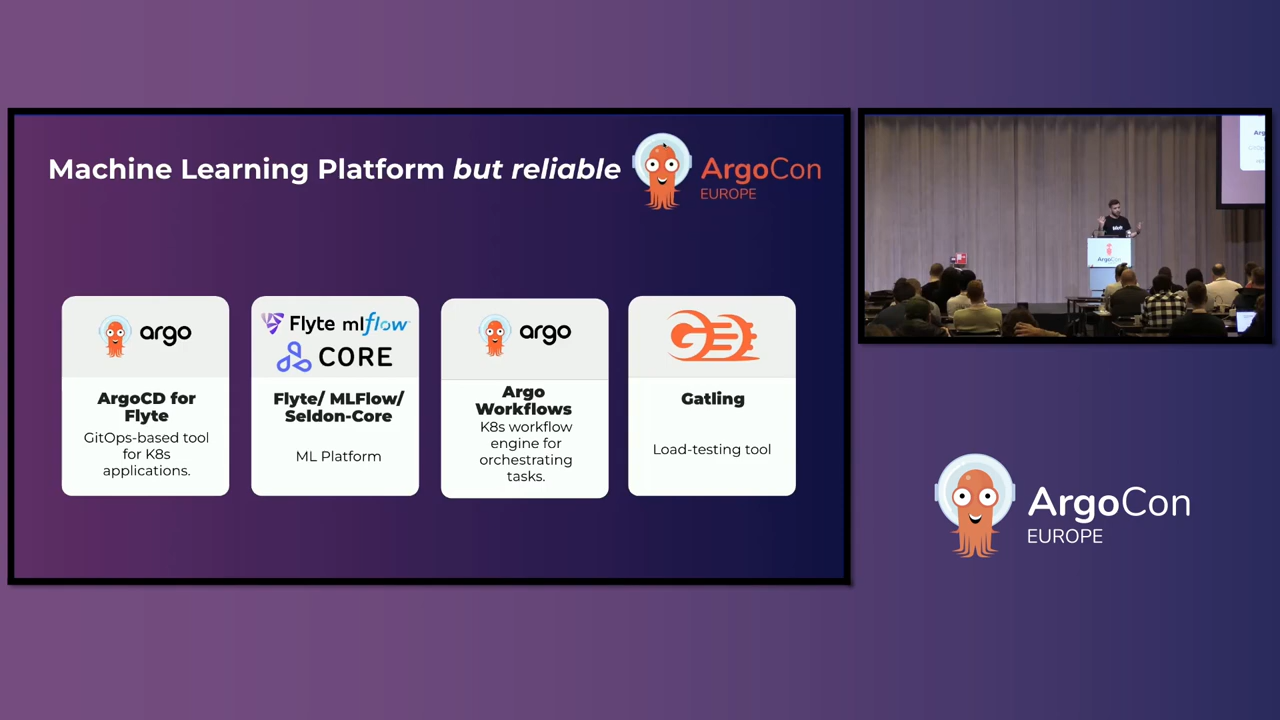 Machine Learning Platform but reliable
ArgoCon
EUROPE
argo
ArgoCD for
Flyte
GitOps-based tool
for K8s
applications.
Flyte mlflow
CORE
Flyte/ MLFlow/
Seldon-Core
ML Platform
argo
Argo
Workflows
K8s workflow
engine for
orchestrating
tasks.
Gatling
Load-testing tool
ArgoCon
ArgoCon
EUROPE